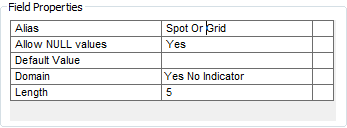 Field Properties
Alias Spot Or Grid
Allow NULL values Yes
Default Value
Domain Yes No Indicator
Length 5